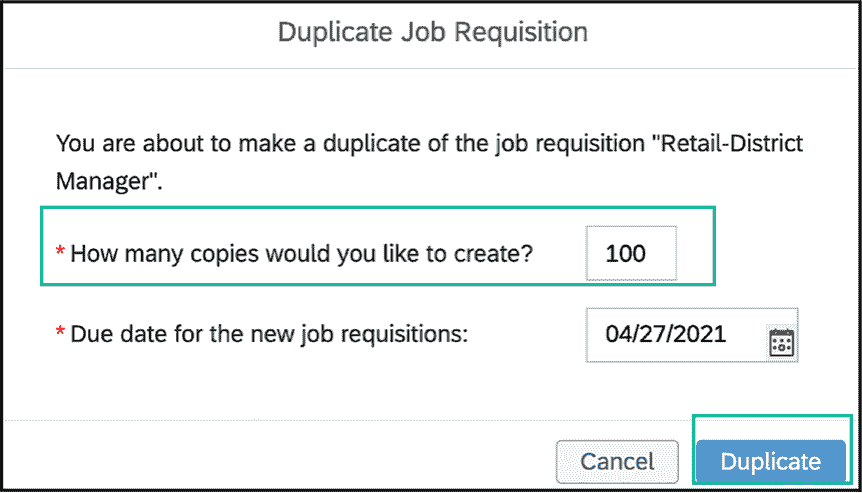 Duplicate Job Requisition
You are about to make a duplicate of the job requisition "Retail-District
Manager".
* How many copies would you like to create? 100
* Due date for the new job requisitions: 04/27/2021
Cancel Duplicate